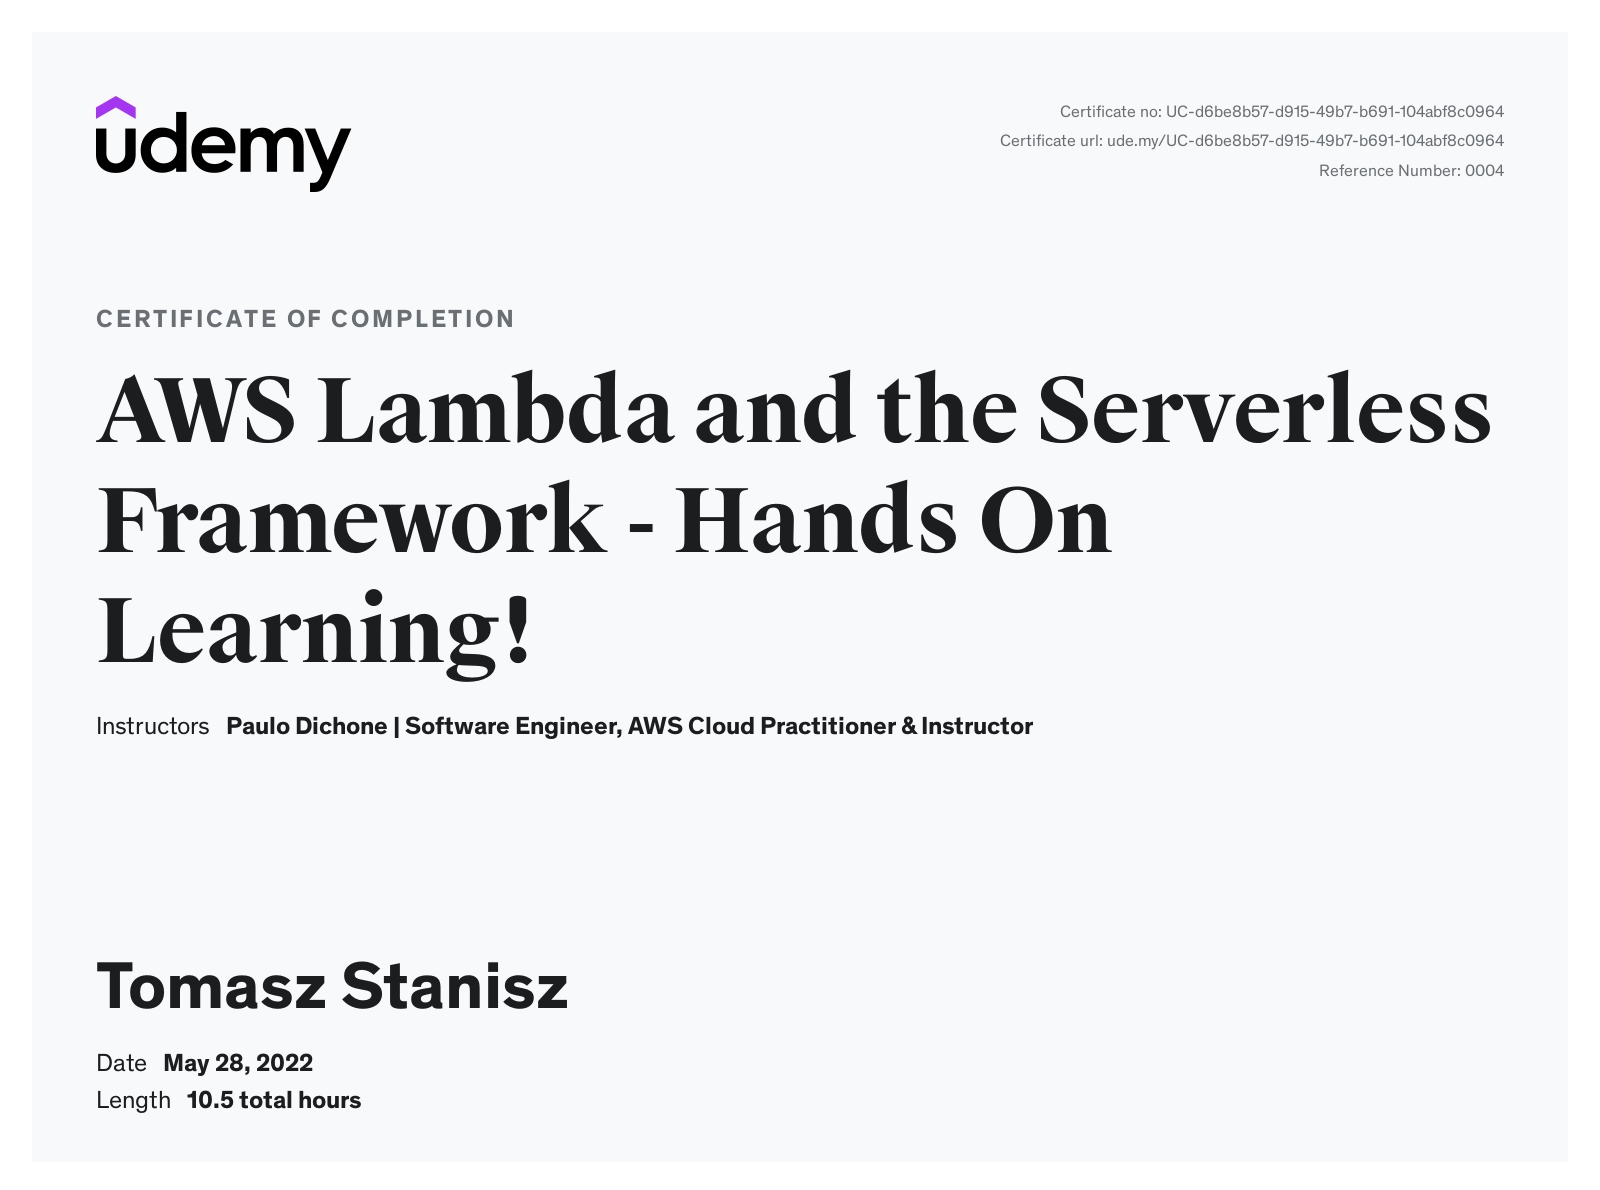 udemy
Certificate no: UC-d6be8b57-d915-49b7-b691-104abf8c0964
Certificate url: ude.my/UC-d6be8b57-d915-49b7-b691-104abf8c0964
Reference Number: 0004
CERTIFICATE OF COMPLETION
AWS Lambda and the Serverless
Framework - Hands On
Learning!
Instructors Paulo Dichone | Software Engineer, AWS Cloud Practitioner & Instructor
Tomasz Stanisz
Date May 28, 2022
Length 10.5 total hours